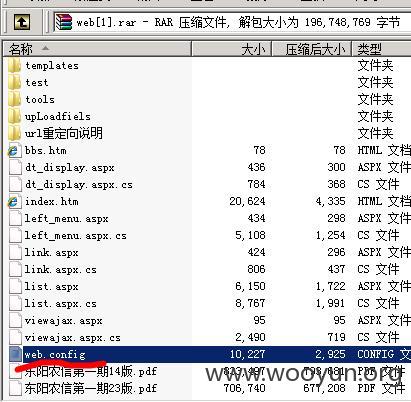 web[1].rar - RAR 压缩文件, 解包大小为 196,748,769 字节
名称 大小 压缩后大小 类型
templates 文件夹
test 文件夹
tools 文件夹
upLoadfiels 文件夹
url重定向说明 文件夹
bbs.htm 78 78 HTML 文档
dt_display.aspx 436 300 ASPX 文件
dt_display.aspx.cs 784 368 CS 文件
index.htm 20,624 4,335 HTML 文档
left_menu.aspx 434 298 ASPX 文件
left_menu.aspx.cs 5,108 1,254 CS 文件
link.aspx 424 296 ASPX 文件
link.aspx.cs 806 437 CS 文件
list.aspx 6,150 1,722 ASPX 文件
list.aspx.cs 8,767 1,991 CS 文件
viewajax.aspx 95 95 ASPX 文件
viewajax.aspx.cs 2,490 719 CS 文件
web.config 10,227 2,925 CONFIG 文
东阳农信第一期14版.pdf PDF 文件
东阳农信第一期23版.pdf 706,740 677,208 PDF 文件
www.wooyun.org